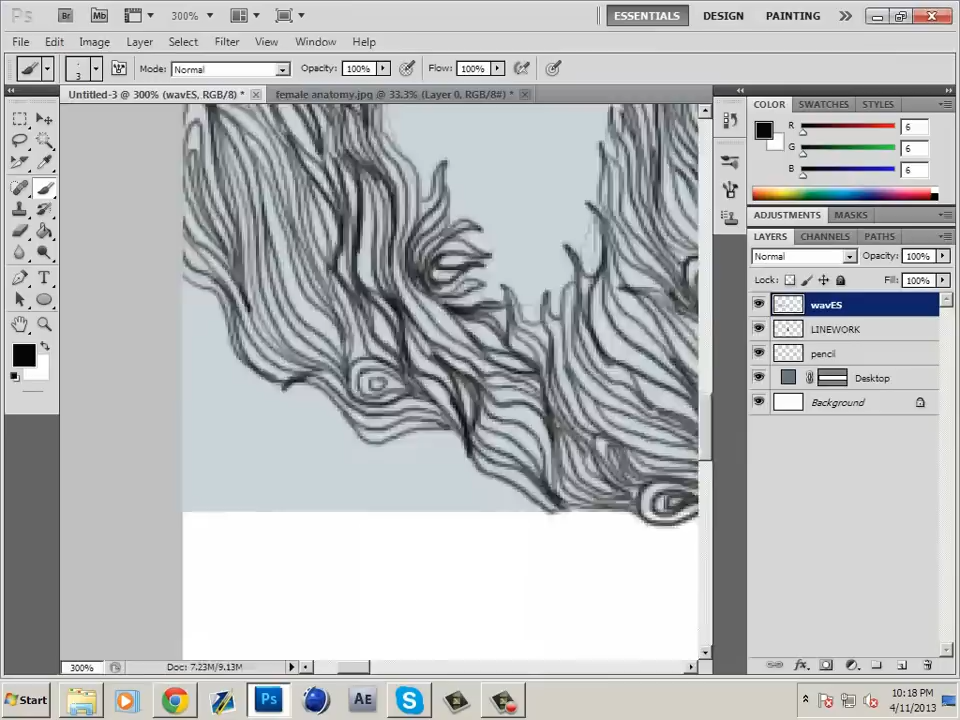 Ps Br Mb 300% ESSENTIALS DESIGN PAINTING
File Edit Image Layer Select Filter View Window Help
3 Mode: Normal Opacity: 100% Flow: 100%
Untitled-3 @ 300% (wavES, RGB/8) * female anatomy.jpg @ 33.3% (Layer 0, RGB/8#) *
COLOR SWATCHES STYLES
R 6
G 6
B 6
ADJUSTMENTS MASKS
LAYERS CHANNELS PATHS
Normal Opacity: 100%
Lock: Fill: 100%
wavES
LINEWORK
pencil
Desktop
Background
300% Doc: 7.23M/9.13M
Start Ps AE
10:18 PM
4/11/2013